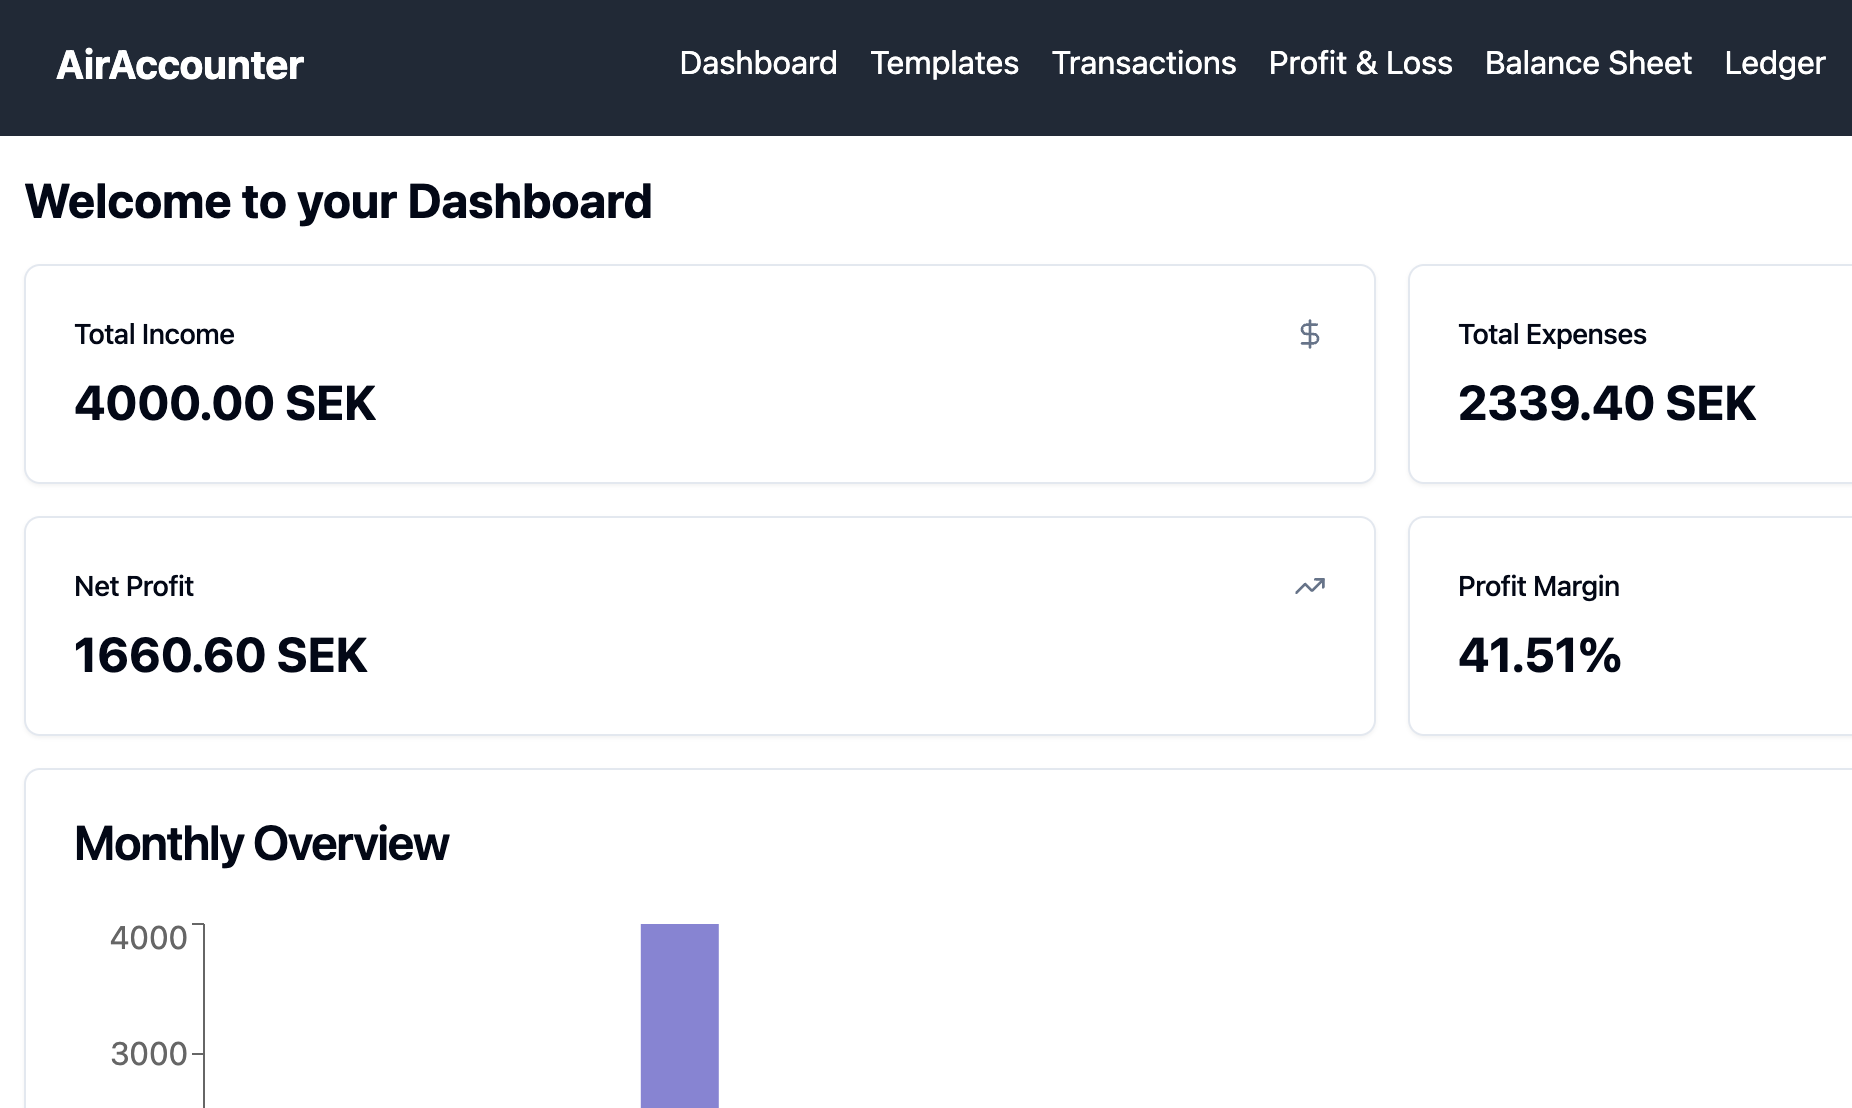 AirAccounter
Dashboard Templates Transactions Profit & Loss Balance Sheet Ledger
Welcome to your Dashboard
Total Income
$
4000.00 SEK
Total Expenses
2339.40 SEK
Net Profit
1660.60 SEK
Profit Margin
41.51%
Monthly Overview
4000
3000